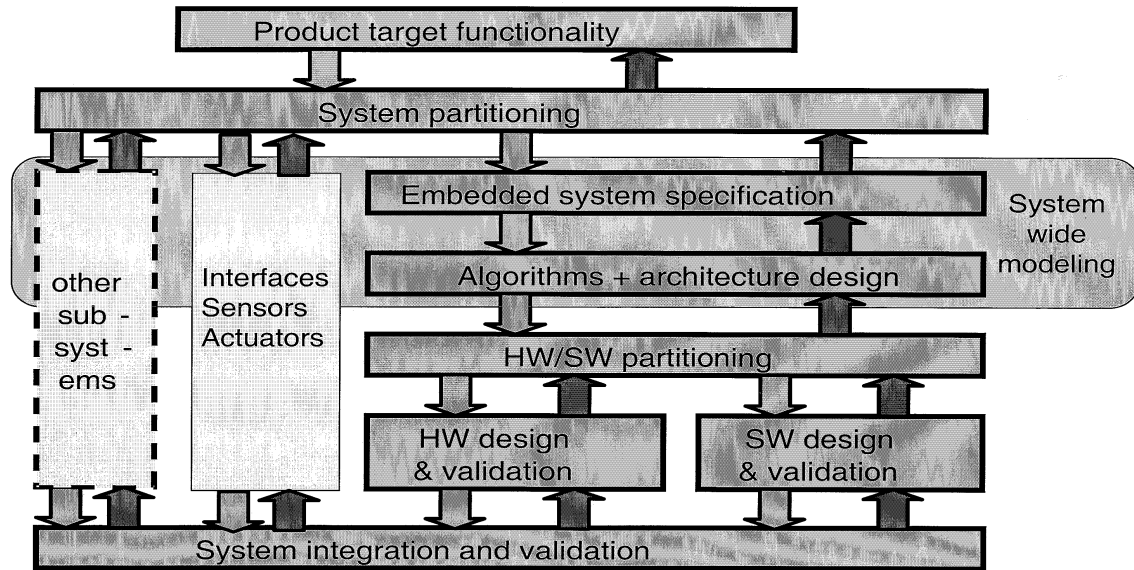 Product target functionality
System partitioning
Embedded system specification
System
wide
modeling
Algorithms + architecture design
other
sub -
syst -
ems
Interfaces
Sensors
Actuators
HW/SW partitioning
HW design
& validation
SW design
& validation
System integration and validation